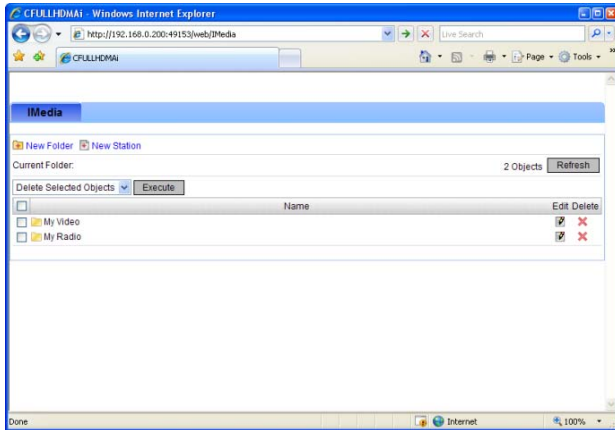 CFULLHDMAi - Windows Internet Explorer
http://192.168.0.200:49153/web/IMedia
Live Search
CFULLHDMAi
Page
Tools
IMedia
New Folder New Station
Current Folder:
2 Objects Refresh
Delete Selected Objects Execute
Name Edit Delete
My Video
My Radio
Done Internet 100%